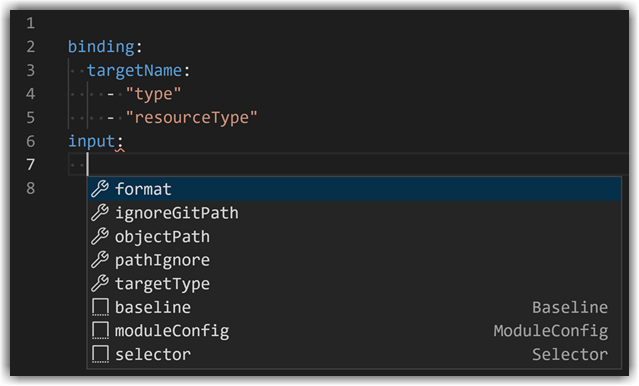 1
2 binding:
3 targetName:
4 - "type"
5 - "resourceType"
6 input:
7
8
format
ignoreGitPath
objectPath
pathIgnore
targetType
baseline Baseline
moduleConfig ModuleConfig
selector Selector